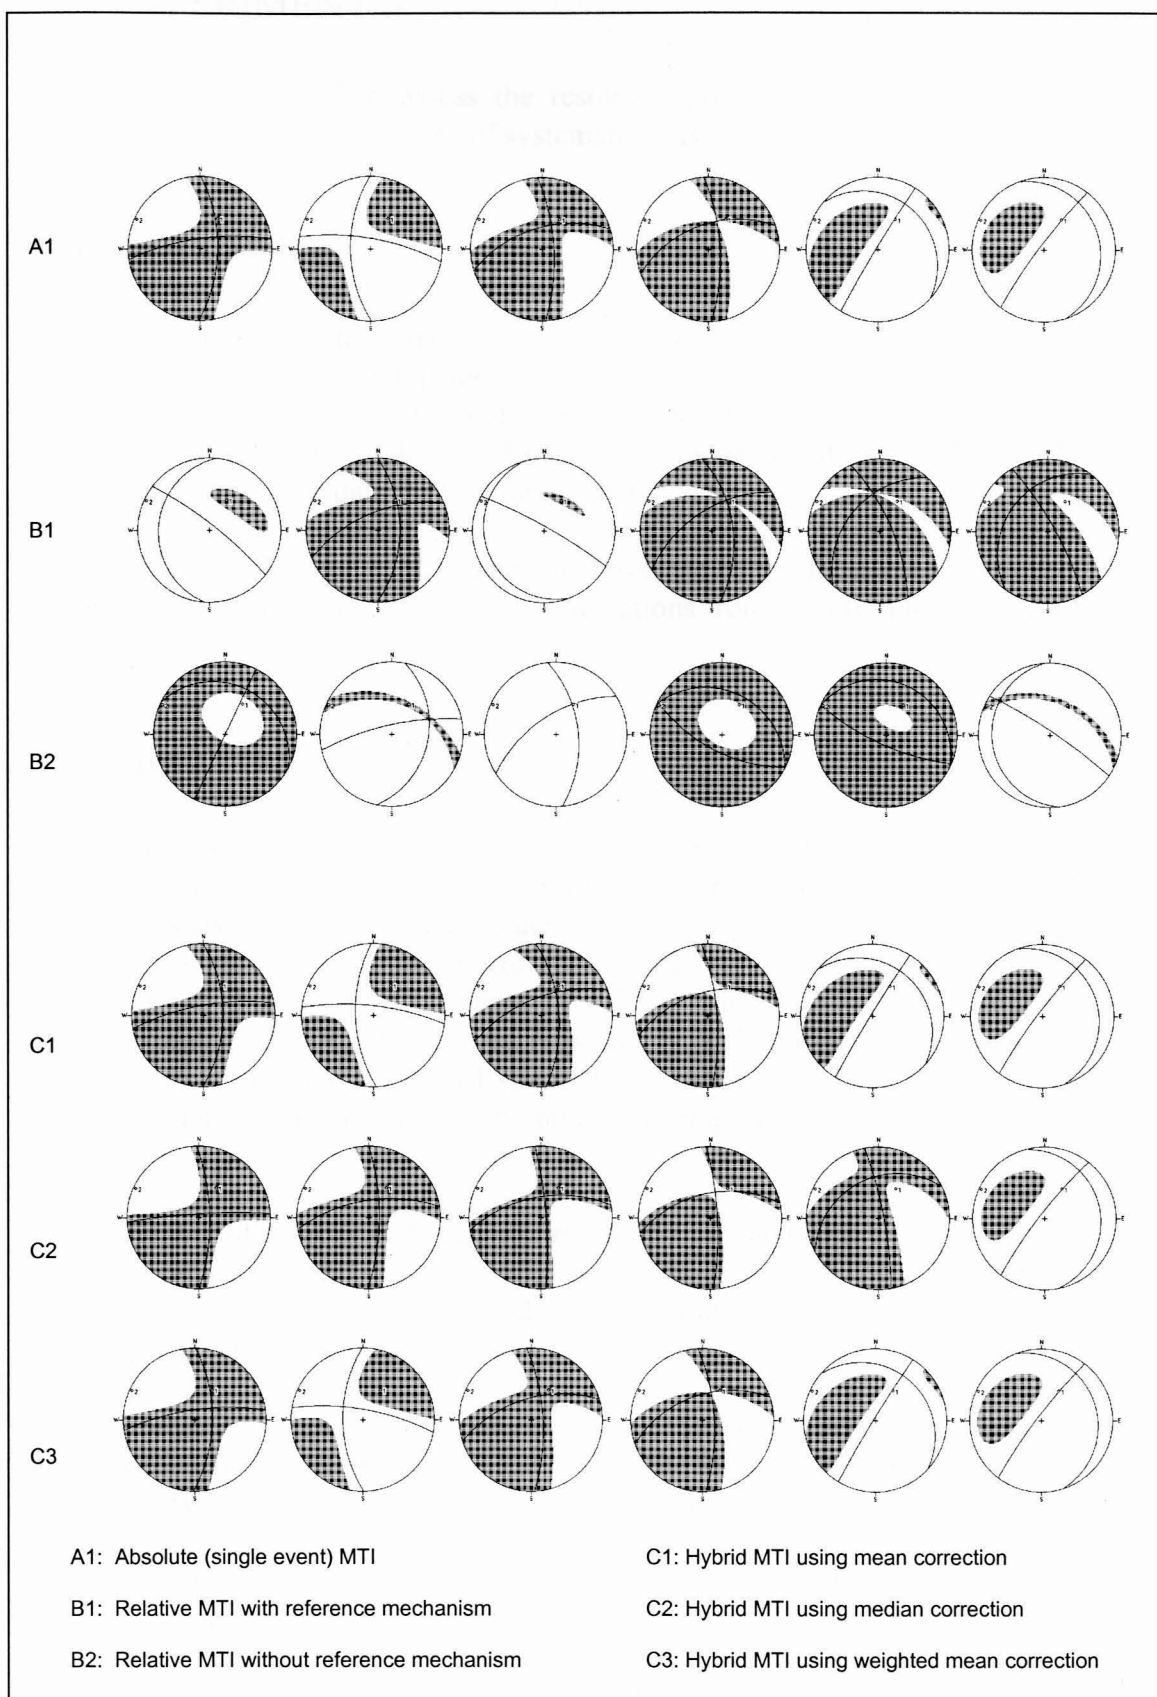 A1
B1
B2
C1
C2
C3
A1: Absolute (single event) MTI
B1: Relative MTI with reference mechanism
B2: Relative MTI without reference mechanism
C1: Hybrid MTI using mean correction
C2: Hybrid MTI using median correction
C3: Hybrid MTI using weighted mean correction